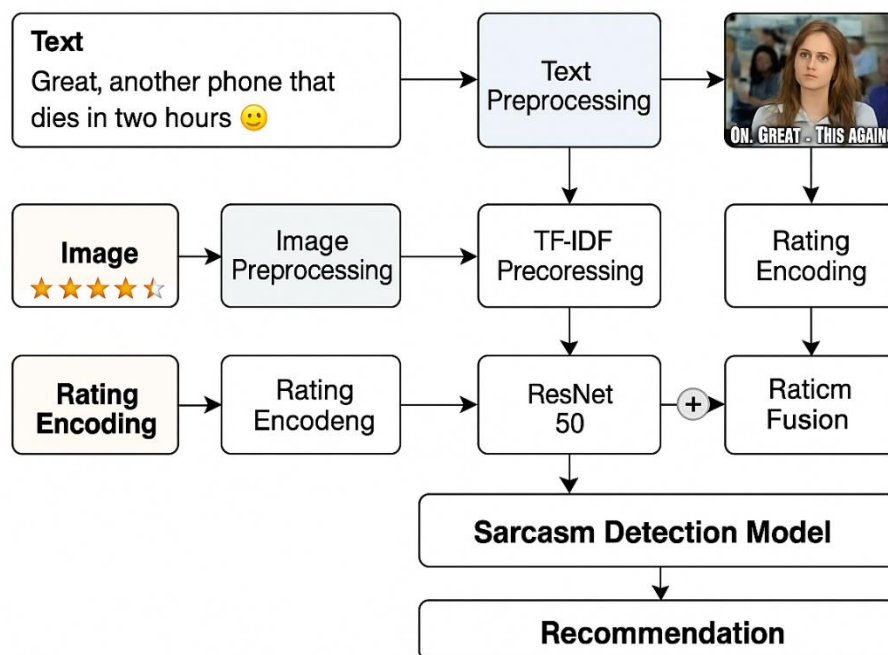 Text
Great, another phone that
dies in two hours 🙂
Text
Preprocessing
ON. GREAT - THIS AGAIN
Image
Image
Preprocessing
TF-IDF
Precoressing
Rating
Encoding
Rating
Encoding
Rating
Encodeng
ResNet
50
+
Raticm
Fusion
Sarcasm Detection Model
Recommendation